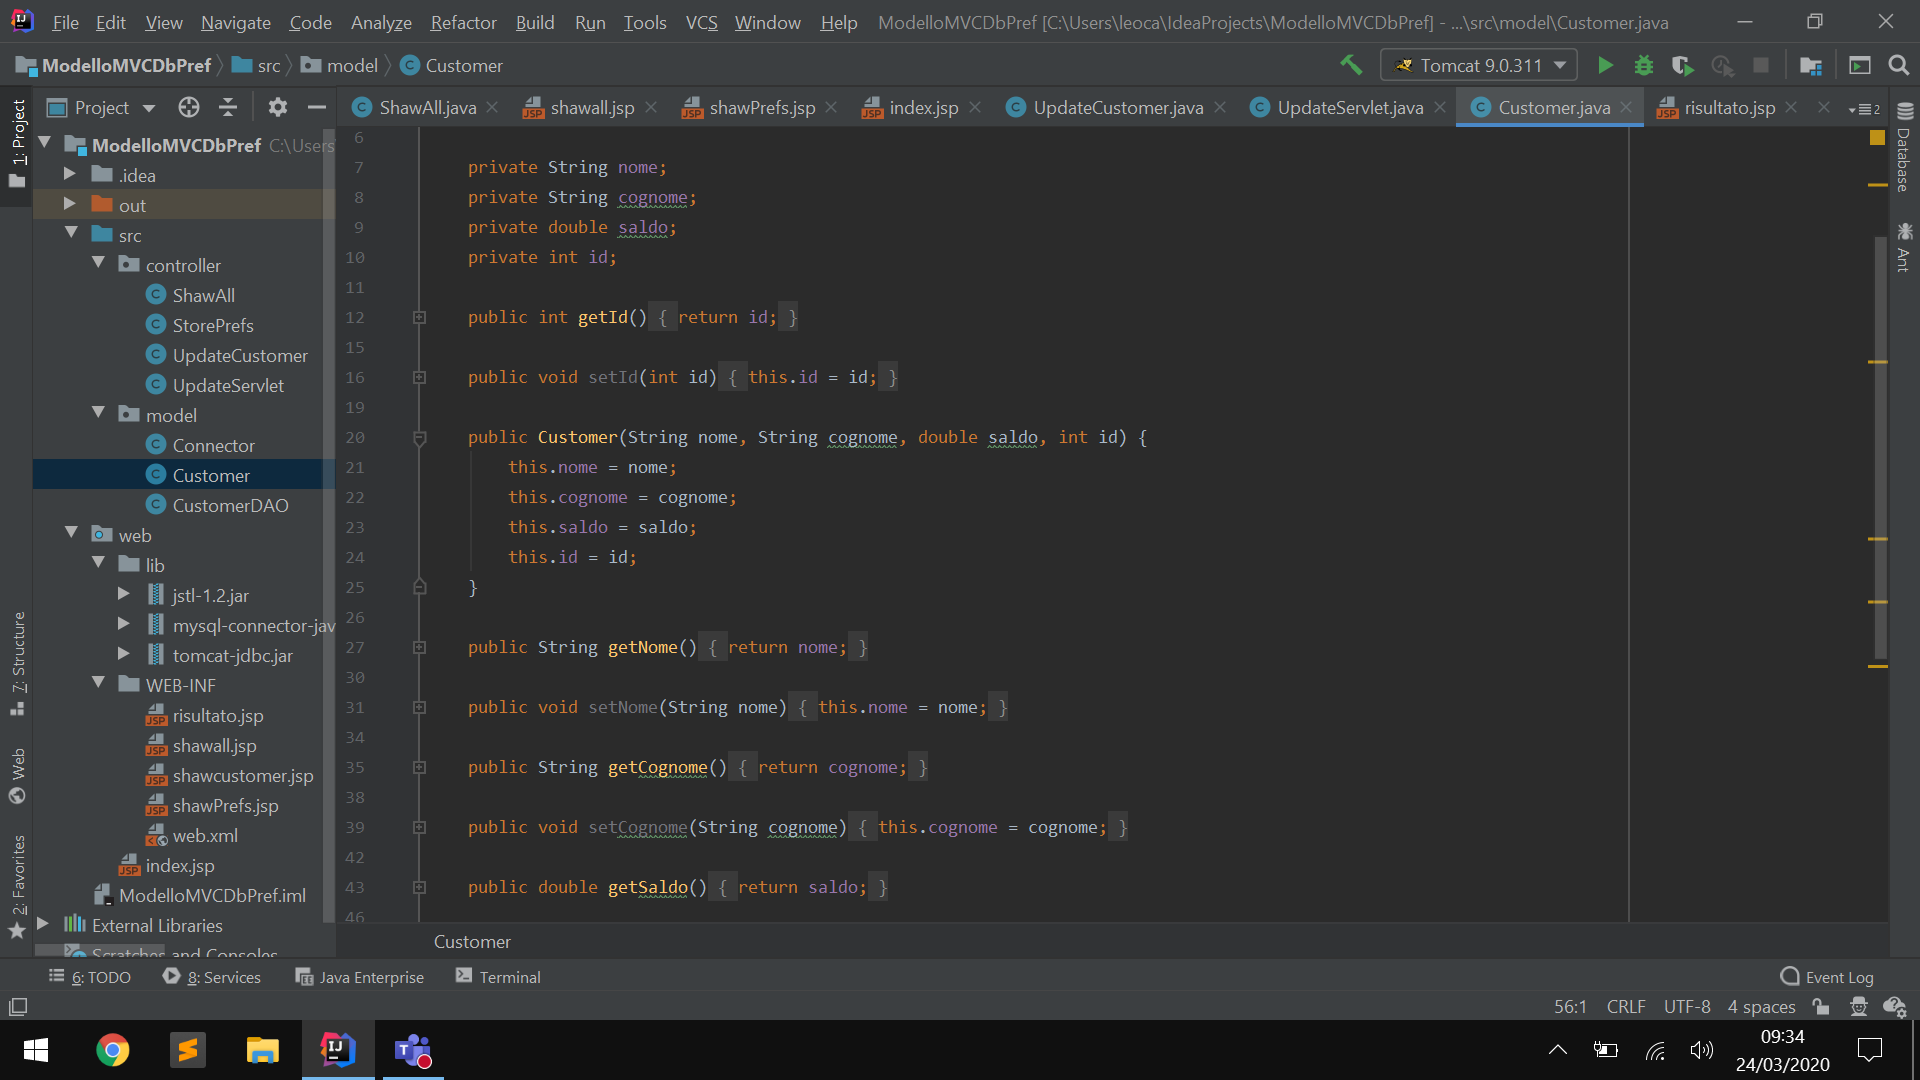 File Edit View Navigate Code Analyze Refactor Build Run Tools VCS Window Help ModelloMVCDbPref [C:\Users\leoca\IdeaProjects\ModelloMVCDbPref] - ...\src\model\Customer.java
ModelloMVCDbPref src model Customer Tomcat 9.0.311
Project ShawAll.java shawall.jsp shawPrefs.jsp index.jsp UpdateCustomer.java UpdateServlet.java Customer.java risultato.jsp 2
1: Project
7: Structure
Web
2: Favorites
ModelloMVCDbPref C:\Users
.idea
out
src
controller
ShawAll
StorePrefs
UpdateCustomer
UpdateServlet
model
Connector
Customer
CustomerDAO
web
lib
jstl-1.2.jar
mysql-connector-jav
tomcat-jdbc.jar
WEB-INF
risultato.jsp
shawall.jsp
shawcustomer.jsp
shawPrefs.jsp
web.xml
index.jsp
ModelloMVCDbPref.iml
External Libraries
Scratches and Consoles
6
7 private String nome;
8 private String cognome;
9 private double saldo;
10 private int id;
11
12 public int getId() { return id; }
15
16 public void setId(int id) { this.id = id; }
19
20 public Customer(String nome, String cognome, double saldo, int id) {
21 this.nome = nome;
22 this.cognome = cognome;
23 this.saldo = saldo;
24 this.id = id;
25 }
26
27 public String getNome() { return nome; }
30
31 public void setNome(String nome) { this.nome = nome; }
34
35 public String getCognome() { return cognome; }
38
39 public void setCognome(String cognome) { this.cognome = cognome; }
42
43 public double getSaldo() { return saldo; }
46
Customer
Database
Ant
6: TODO 8: Services Java Enterprise Terminal Event Log
56:1 CRLF UTF-8 4 spaces
09:34
24/03/2020